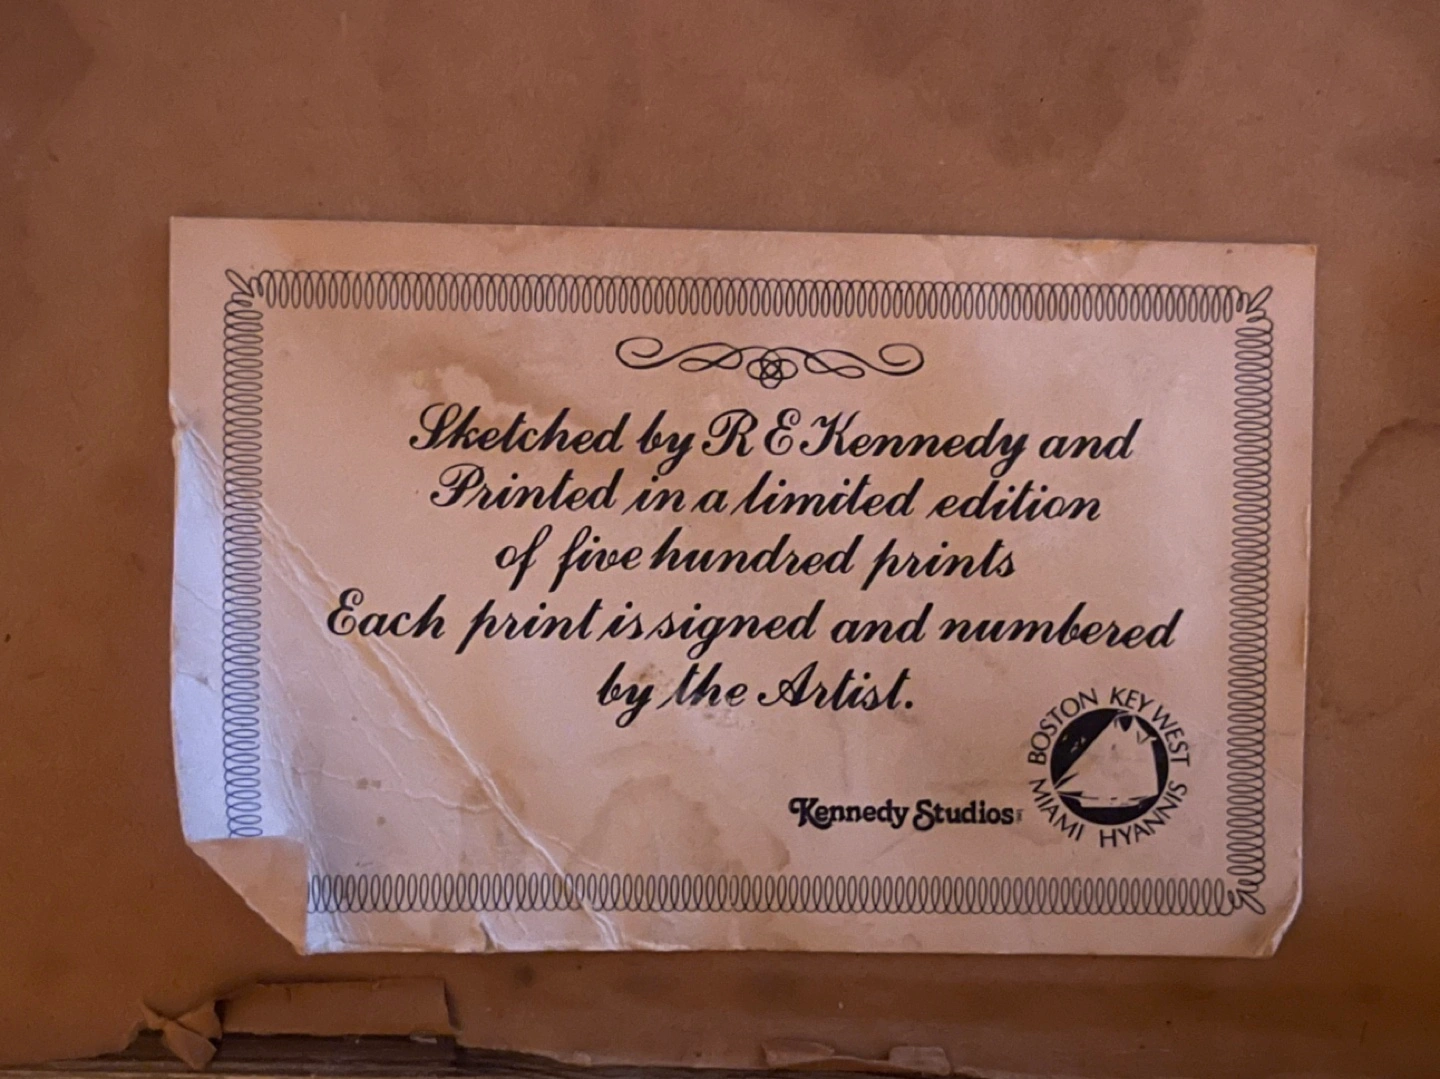 Sketched by R E Kennedy and
Printed in a limited edition
of five hundred prints
Each print is signed and numbered
by the Artist.
Kennedy Studios
BOSTON KEY WEST
MIAMI HYANNIS